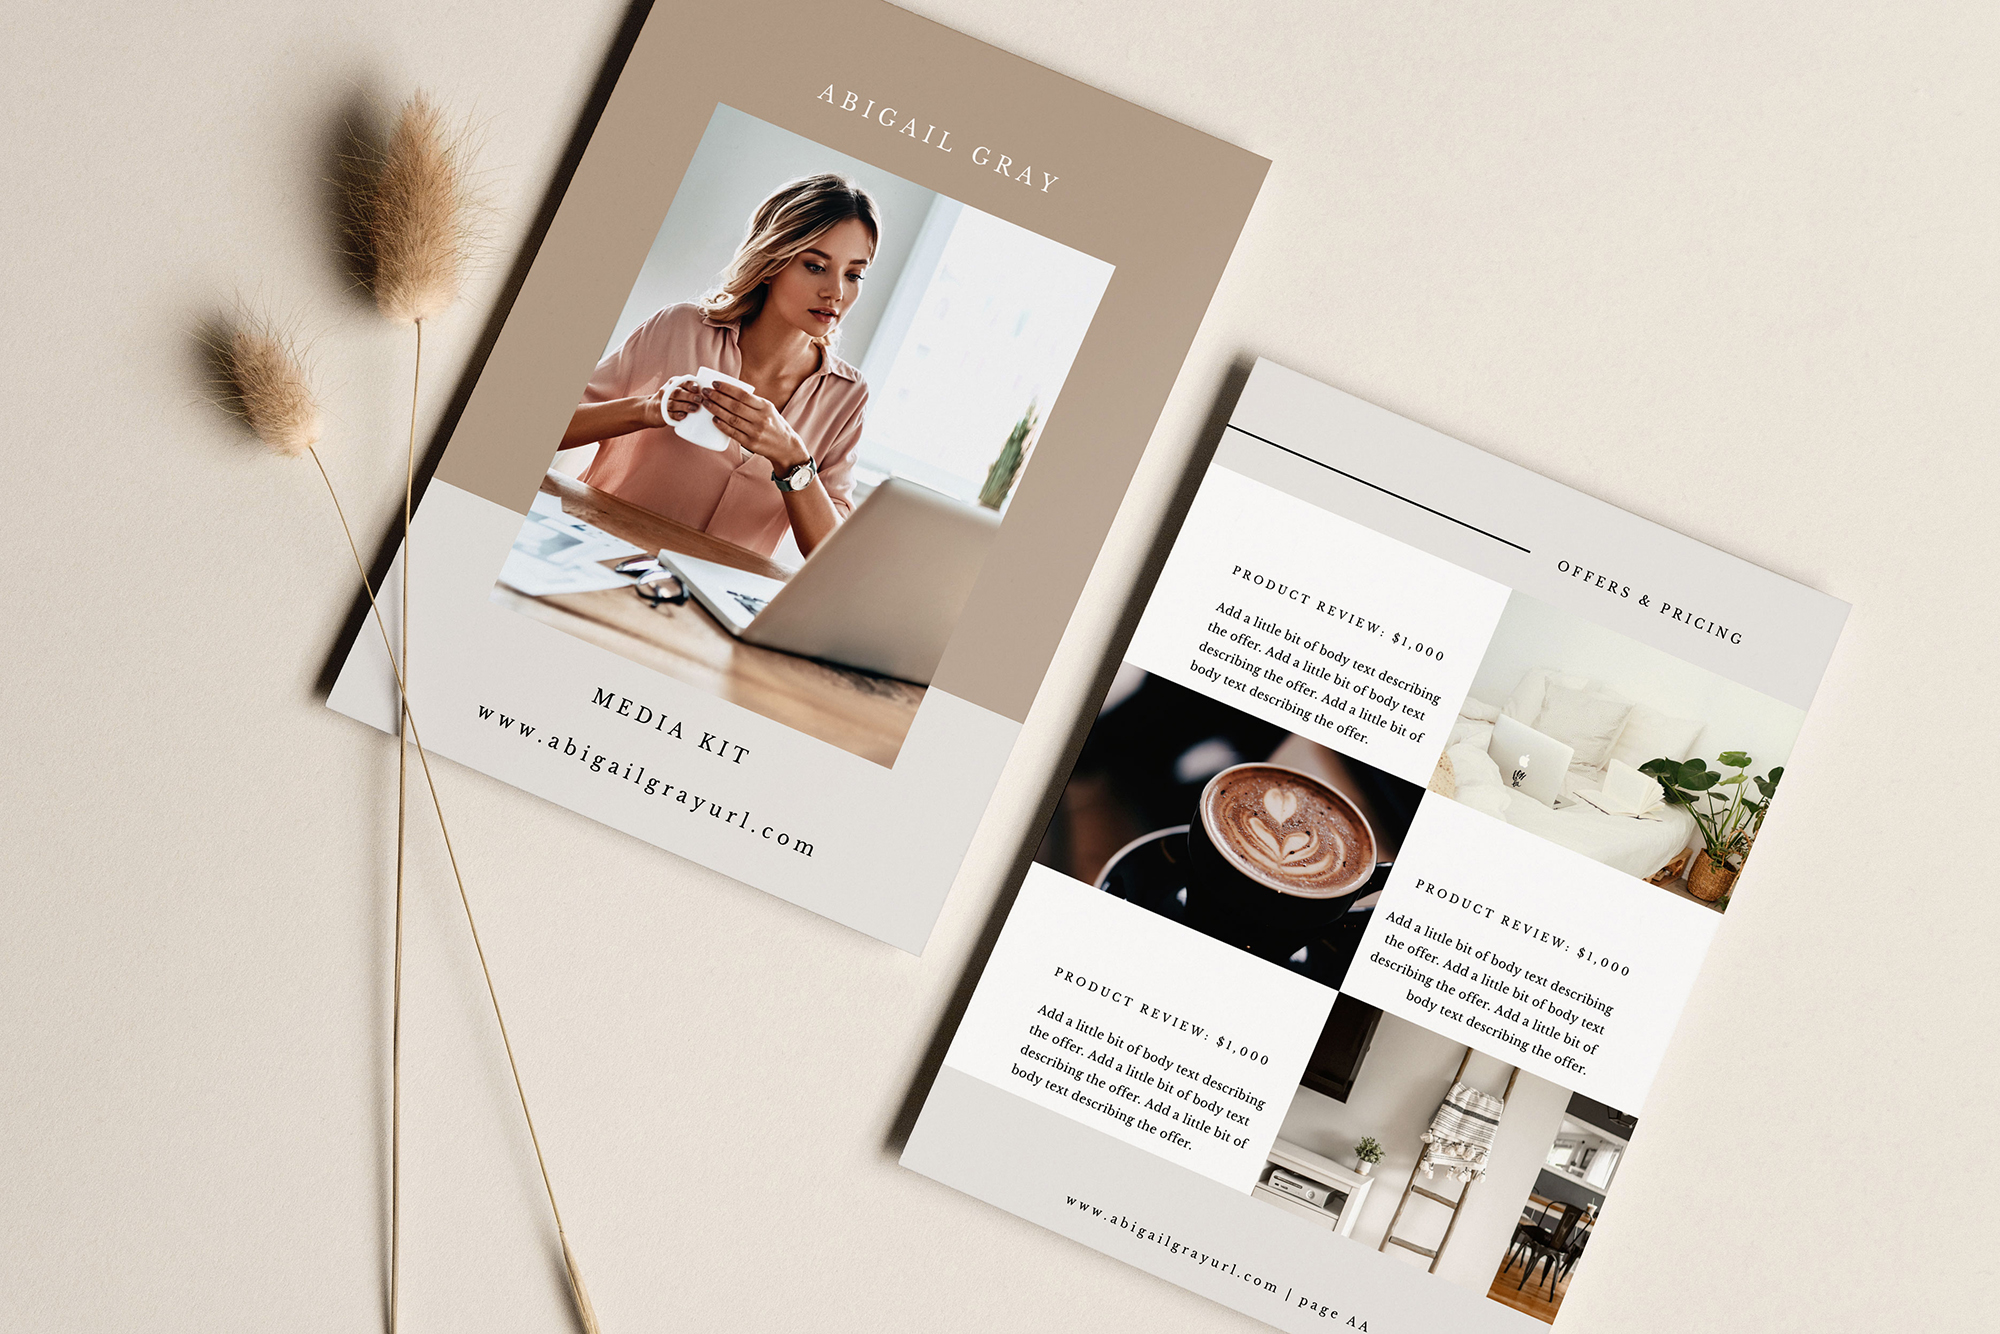 ABIGAIL GRAY
MEDIA KIT
www.abigailgrayurl.com
OFFERS & PRICING
PRODUCT REVIEW: $1,000
Add a little bit of body text describing
the offer. Add a little bit of body text
describing the offer. Add a little bit of
body text describing the offer.
PRODUCT REVIEW: $1,000
Add a little bit of body text describing
the offer. Add a little bit of body text
describing the offer. Add a little bit of
body text describing the offer.
PRODUCT REVIEW: $1,000
Add a little bit of body text describing
the offer. Add a little bit of body text
describing the offer. Add a little bit of
body text describing the offer.
www.abigailgrayurl.com | page AA